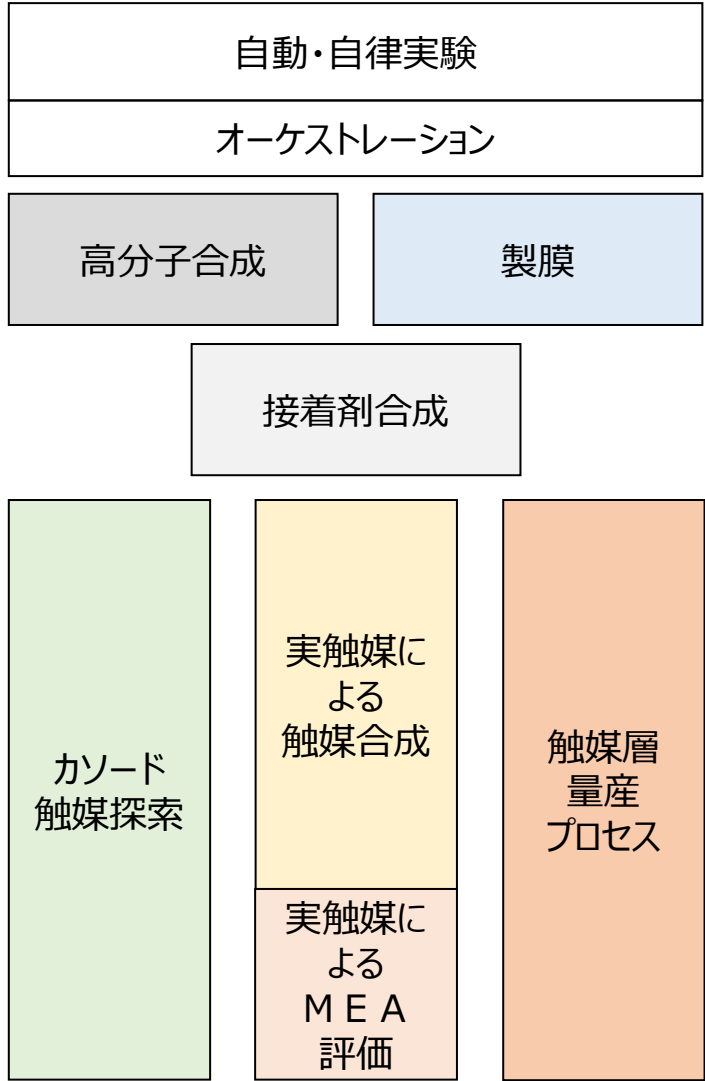 自動・自律実験
オーケストレーション
高分子合成
製膜
接着剤合成
カソード
触媒探索
実触媒に
よる
触媒合成
実触媒に
よる
ＭＥＡ
評価
触媒層
量産
プロセス